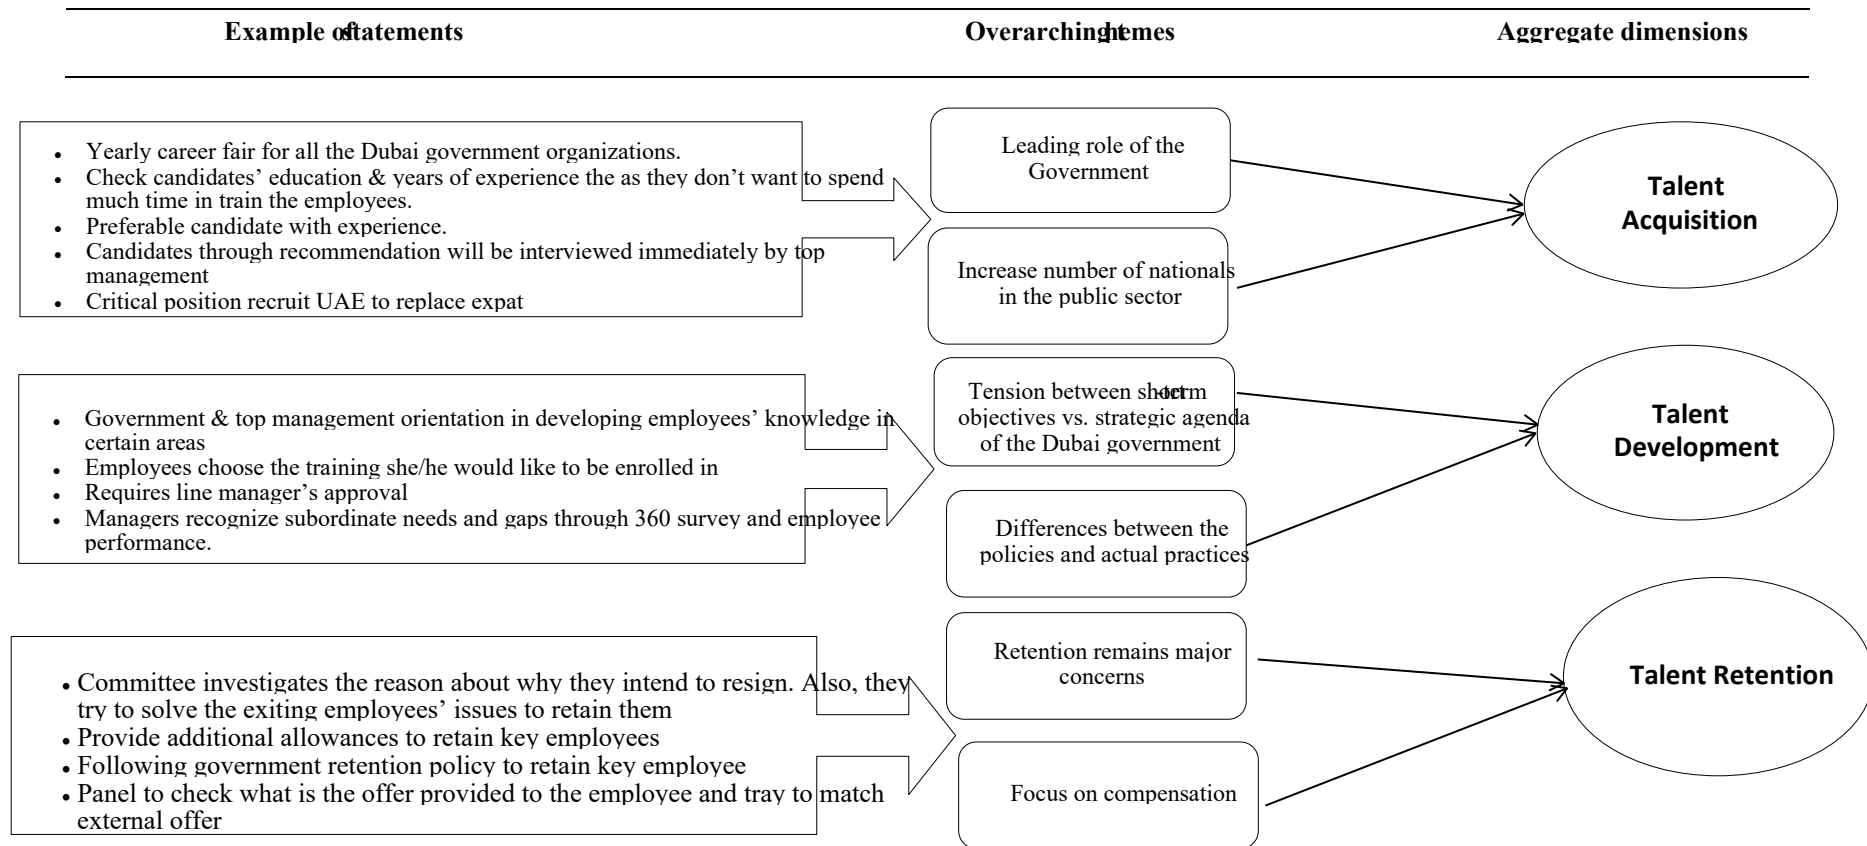 Example of statements
Overarching themes
Aggregate dimensions
• Yearly career fair for all the Dubai government organizations.
• Check candidates’ education & years of experience the as they don’t want to spend
much time in train the employees.
• Preferable candidate with experience.
• Candidates through recommendation will be interviewed immediately by top
management
• Critical position recruit UAE to replace expat
Leading role of the
Government
Increase number of nationals
in the public sector
Talent
Acquisition
• Government & top management orientation in developing employees’ knowledge in
certain areas
• Employees choose the training she/he would like to be enrolled in
• Requires line manager’s approval
• Managers recognize subordinate needs and gaps through 360 survey and employee
performance.
Tension between short-term
objectives vs. strategic agenda
of the Dubai government
Differences between the
policies and actual practices
Talent
Development
• Committee investigates the reason about why they intend to resign. Also, they
try to solve the exiting employees’ issues to retain them
• Provide additional allowances to retain key employees
• Following government retention policy to retain key employee
• Panel to check what is the offer provided to the employee and tray to match
external offer
Retention remains major
concerns
Focus on compensation
Talent Retention